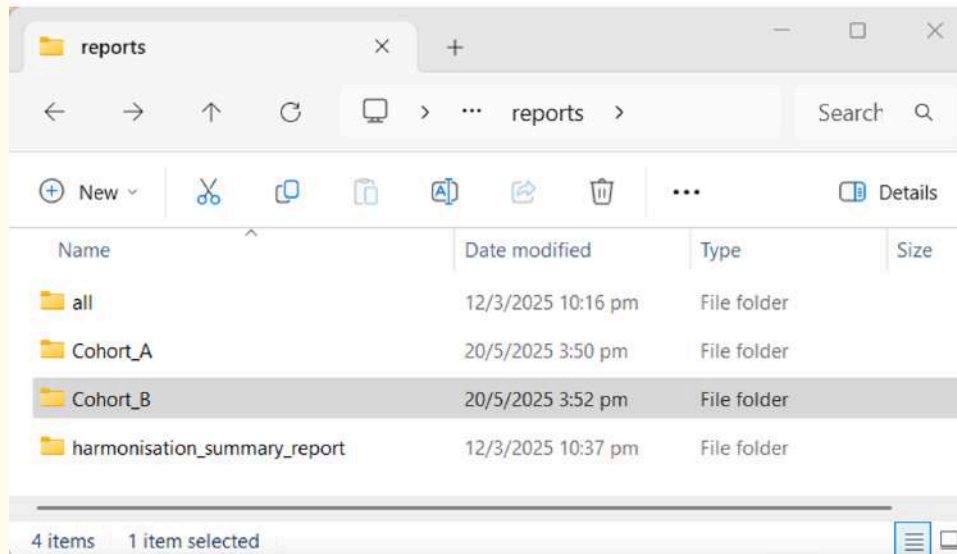 reports
reports
Search
New
Details
Name Date modified Type Size
all 12/3/2025 10:16 pm File folder
Cohort_A 20/5/2025 3:50 pm File folder
Cohort_B 20/5/2025 3:52 pm File folder
harmonisation_summary_report 12/3/2025 10:37 pm File folder
4 items 1 item selected